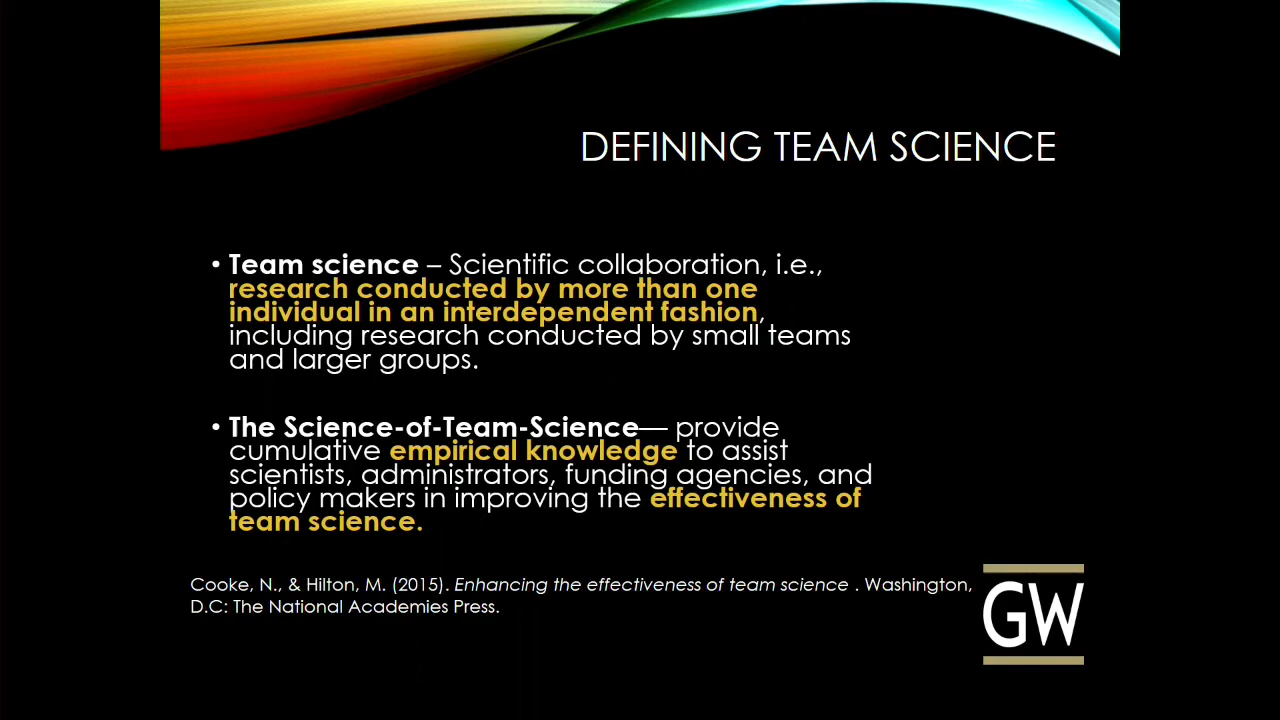 DEFINING TEAM SCIENCE
• Team science – Scientific collaboration, i.e.,
research conducted by more than one
individual in an interdependent fashion,
including research conducted by small teams
and larger groups.
• The Science-of-Team-Science— provide
cumulative empirical knowledge to assist
scientists, administrators, funding agencies, and
policy makers in improving the effectiveness of
team science.
Cooke, N., & Hilton, M. (2015). Enhancing the effectiveness of team science . Washington,
D.C: The National Academies Press.
GW